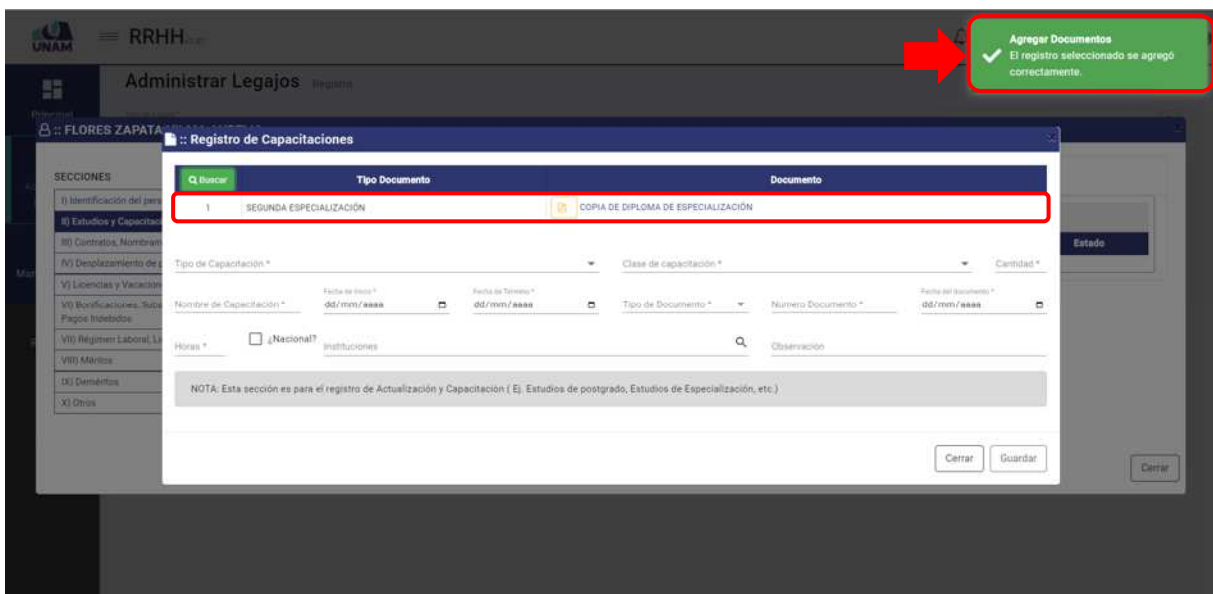 UNAM
RRHH
Agregar Documentos
El registro seleccionado se agregó
correctamente.
Administrar Legajos
Principal
:: FLORES ZAPATA
:: Registro de Capacitaciones
SECCIONES
I) Identificación del pers
II) Estudios y Capacitaci
III) Contratos, Nombram
IV) Desplazamiento de p
V) Licencias y Vacacion
VI) Bonificaciones, Subs
Pagos Indebidos
VII) Régimen Laboral, L
VIII) Méritos
IX) Deméritos
X) Otros
Buscar Tipo Documento Documento
1 SEGUNDA ESPECIALIZACIÓN COPIA DE DIPLOMA DE ESPECIALIZACIÓN
Estado
Tipo de Capacitación * Clase de capacitación * Cantidad *
Fecha de Inicio * Fecha de Término * Fecha del Documento *
Nombre de Capacitación * dd/mm/aaaa dd/mm/aaaa Tipo de Documento * Número Documento * dd/mm/aaaa
Horas * ¿Nacional? Instituciones Observación
NOTA: Esta sección es para el registro de Actualización y Capacitación ( Ej. Estudios de postgrado, Estudios de Especialización, etc.)
Cerrar Guardar
Cerrar